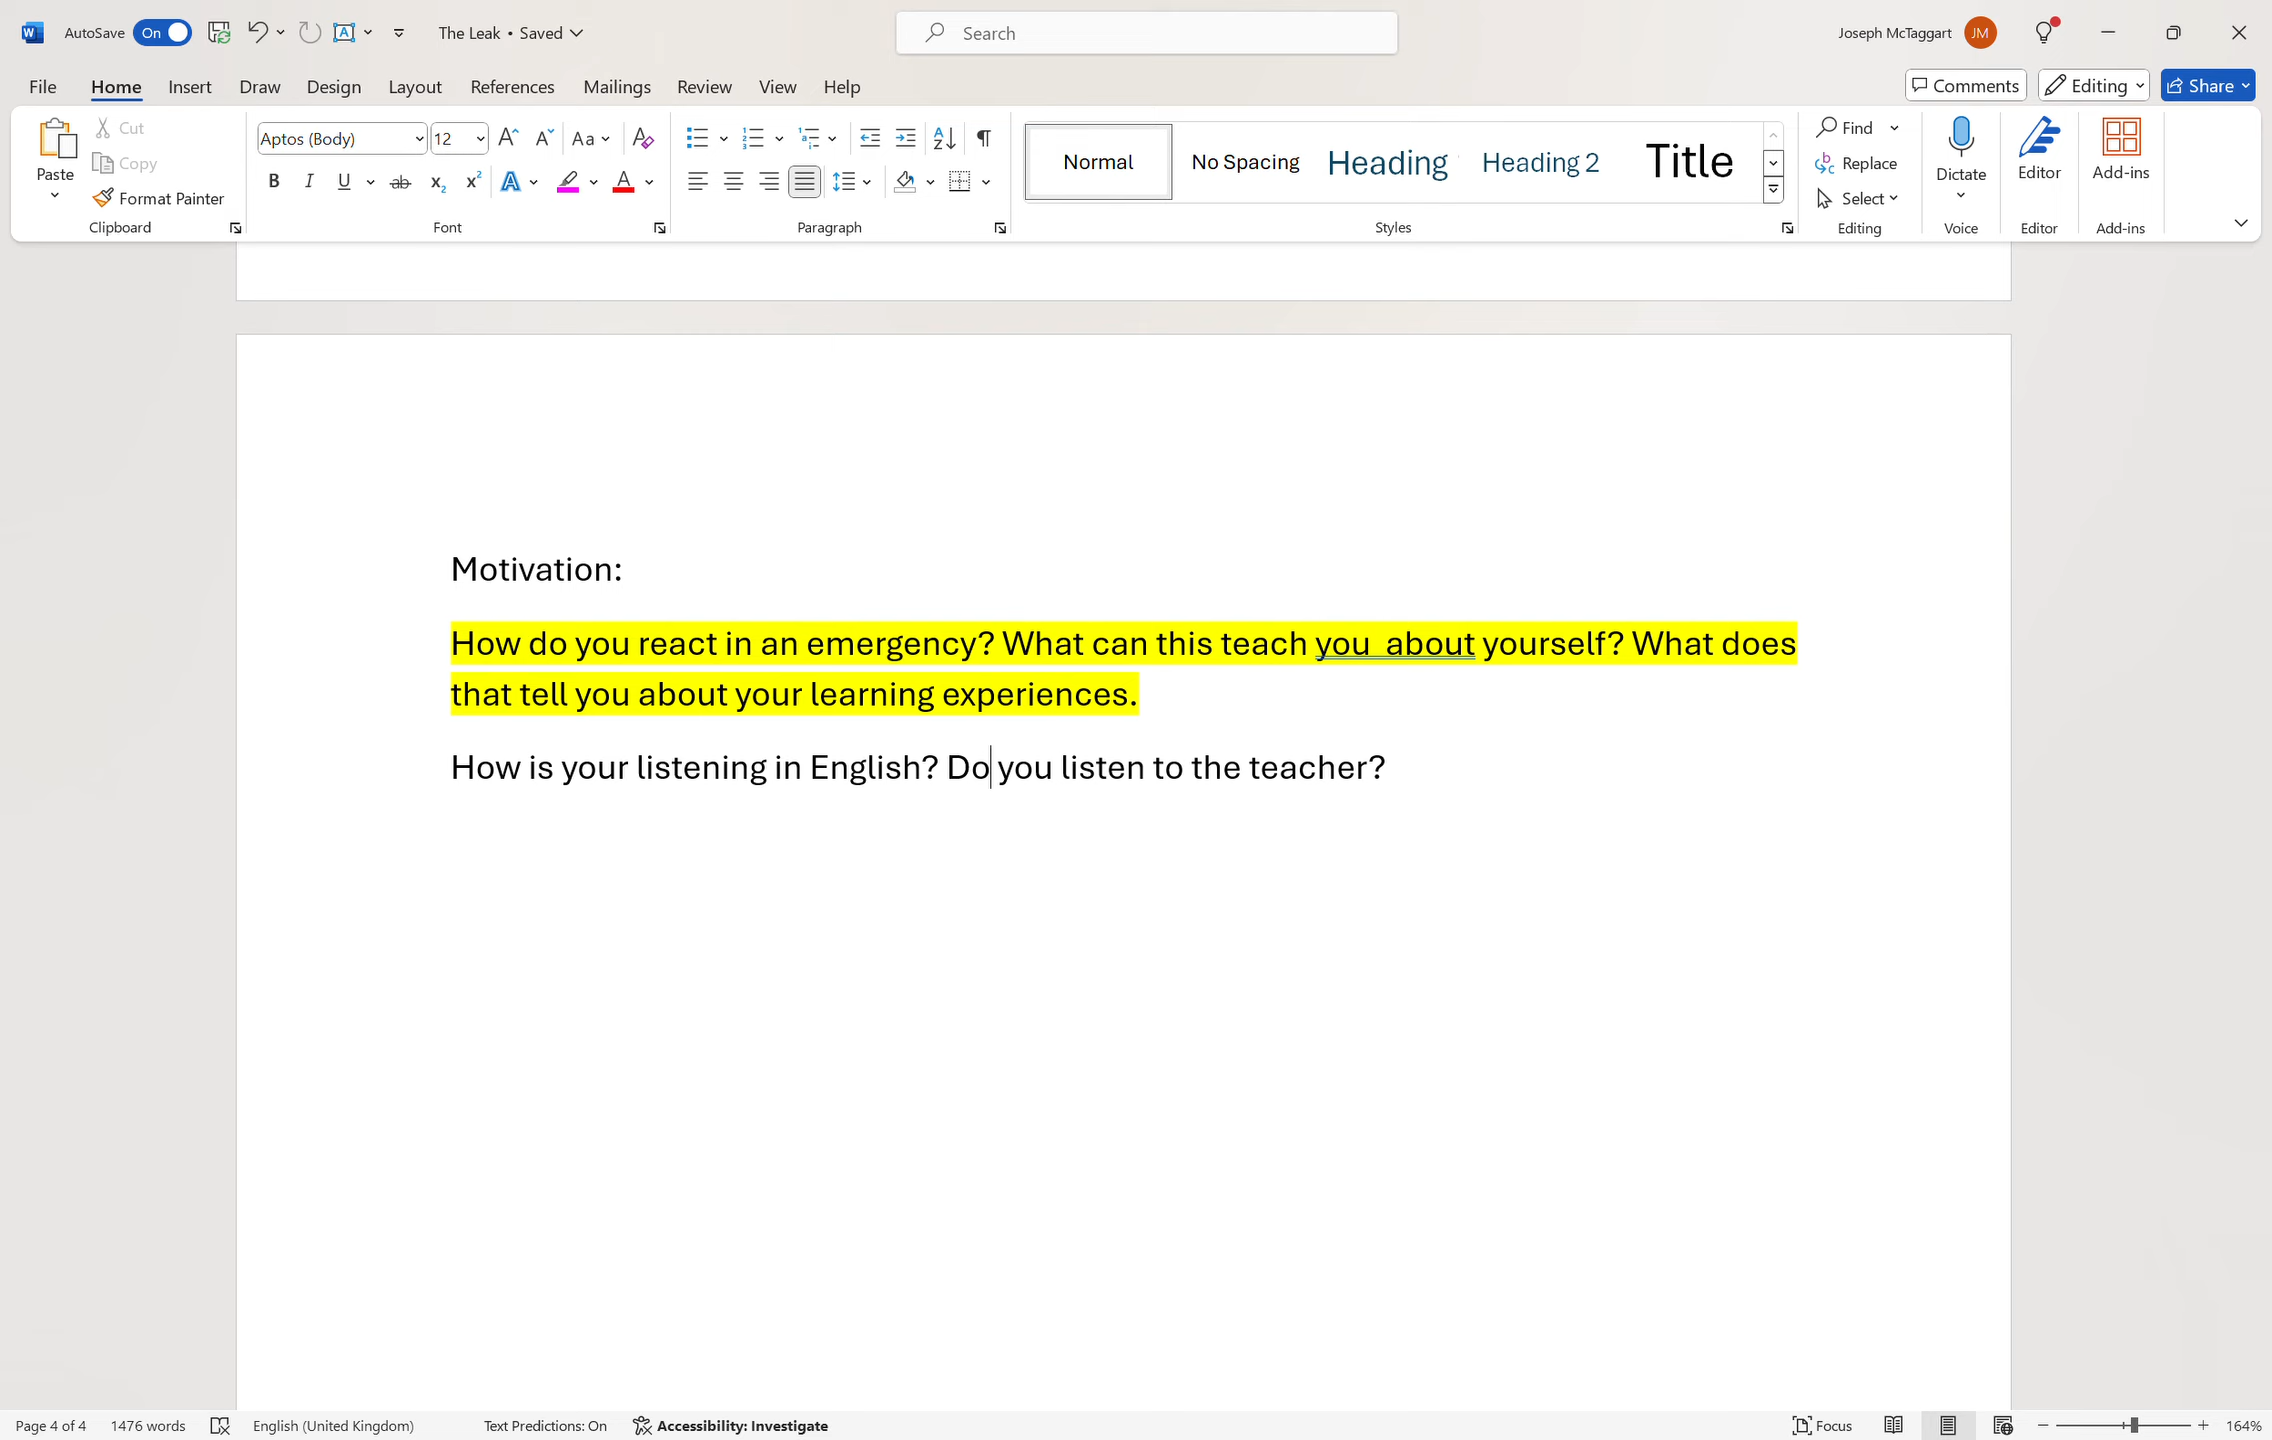 AutoSave On The Leak • Saved Search Joseph McTaggart JM
File Home Insert Draw Design Layout References Mailings Review View Help Comments Editing Share
Paste Cut Copy Format Painter Clipboard
Aptos (Body) 12 Font
Paragraph
Normal No Spacing Heading Heading 2 Title Styles
Find Replace Select Editing
Dictate Voice
Editor Editor
Add-ins Add-ins
Motivation:
How do you react in an emergency? What can this teach you  about yourself? What does
that tell you about your learning experiences.
How is your listening in English? Do you listen to the teacher?
Page 4 of 4 1476 words English (United Kingdom) Text Predictions: On Accessibility: Investigate Focus 164%